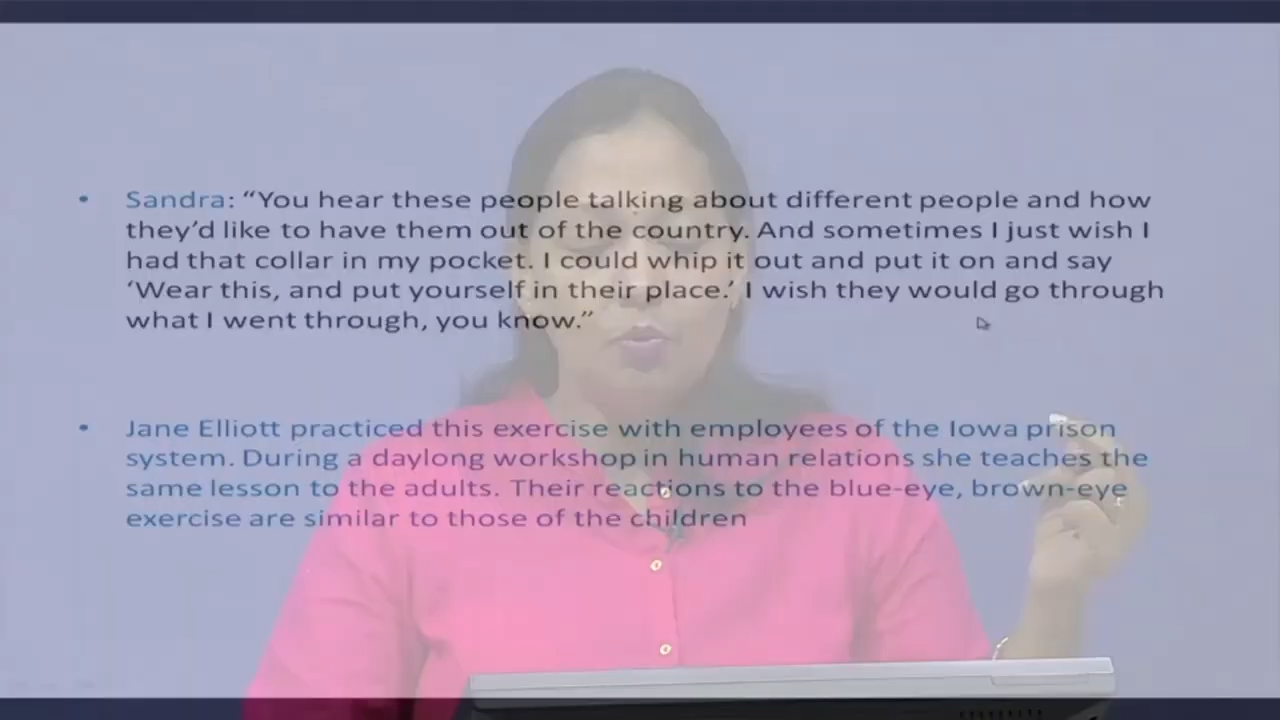 • Sandra: “You hear these people talking about different people and how
they’d like to have them out of the country. And sometimes I just wish I
had that collar in my pocket. I could whip it out and put it on and say
‘Wear this, and put yourself in their place.’ I wish they would go through
what I went through, you know.”
• Jane Elliott practiced this exercise with employees of the Iowa prison
system. During a daylong workshop in human relations she teaches the
same lesson to the adults. Their reactions to the blue-eye, brown-eye
exercise are similar to those of the children